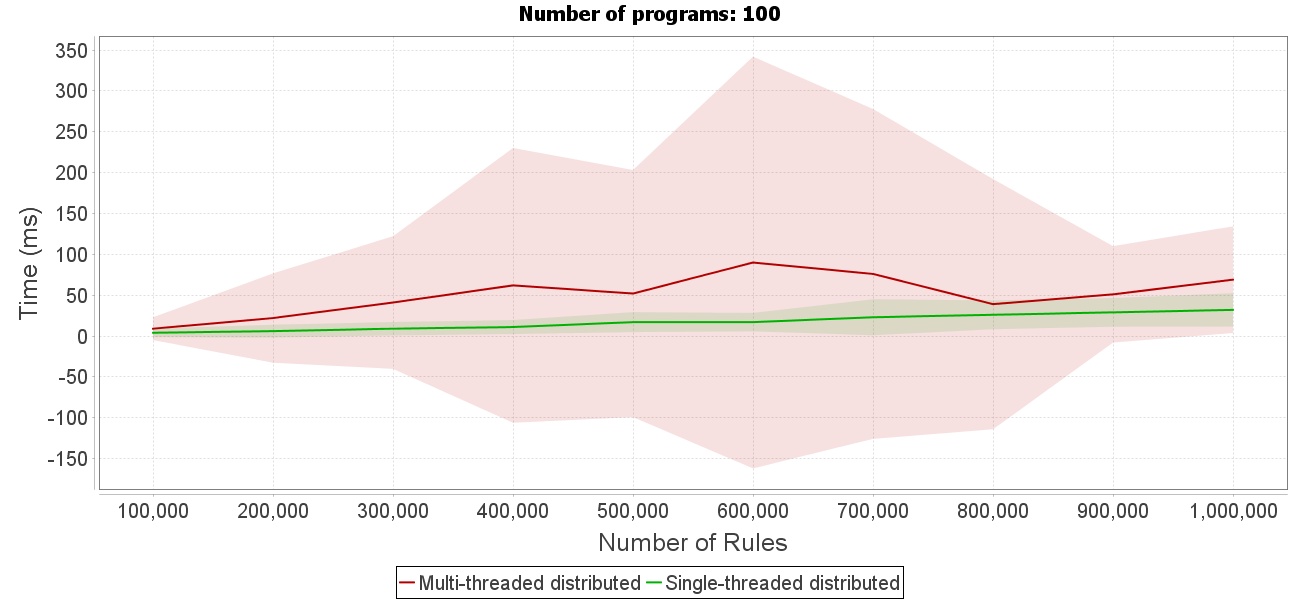 Number of programs: 100
350
300
250
200
150
100
50
0
-50
-100
-150
Time (ms)
100,000 200,000 300,000 400,000 500,000 600,000 700,000 800,000 900,000 1,000,000
Number of Rules
Multi-threaded distributed Single-threaded distributed